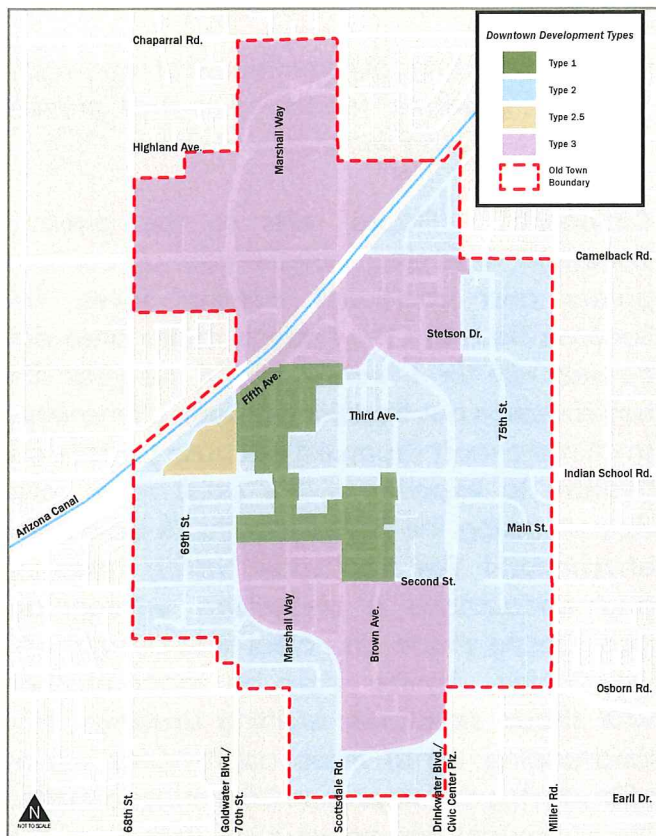 Chaparral Rd.
Downtown Development Types
Type 1
Type 2
Type 2.5
Type 3
Old Town
Boundary
Marshall Way
Highland Ave.
Camelback Rd.
Stetson Dr.
Fifth Ave.
Third Ave.
75th St.
Indian School Rd.
Arizona Canal
69th St.
Main St.
Second St.
Marshall Way
Brown Ave.
Osborn Rd.
68th St.
Goldwater Blvd./
70th St.
Scottsdale Rd.
Drinkwater Blvd./
Civic Center Plz.
Miller Rd.
Earll Dr.
N
NOT TO SCALE